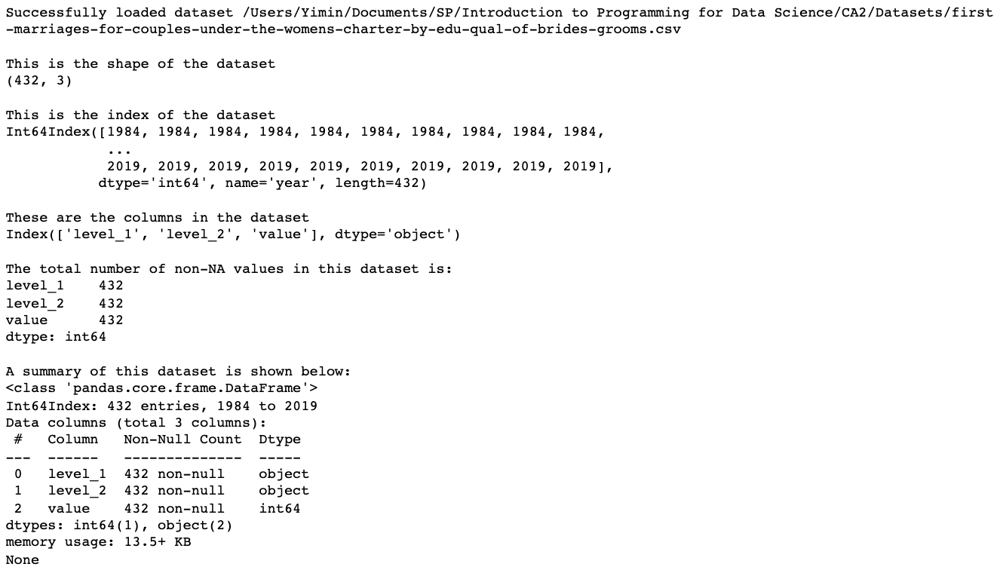 Successfully loaded dataset /Users/Yimin/Documents/SP/Introduction to Programming for Data Science/CA2/Datasets/first
-marriages-for-couples-under-the-womens-charter-by-edu-qual-of-brides-grooms.csv

This is the shape of the dataset
(432, 3)

This is the index of the dataset
Int64Index([1984, 1984, 1984, 1984, 1984, 1984, 1984, 1984, 1984, 1984,
            ...
            2019, 2019, 2019, 2019, 2019, 2019, 2019, 2019, 2019, 2019],
           dtype='int64', name='year', length=432)

These are the columns in the dataset
Index(['level_1', 'level_2', 'value'], dtype='object')

The total number of non-NA values in this dataset is:
level_1    432
level_2    432
value      432
dtype: int64

A summary of this dataset is shown below:
<class 'pandas.core.frame.DataFrame'>
Int64Index: 432 entries, 1984 to 2019
Data columns (total 3 columns):
 #   Column   Non-Null Count  Dtype
---  ------   --------------  -----
 0   level_1  432 non-null    object
 1   level_2  432 non-null    object
 2   value    432 non-null    int64
dtypes: int64(1), object(2)
memory usage: 13.5+ KB
None